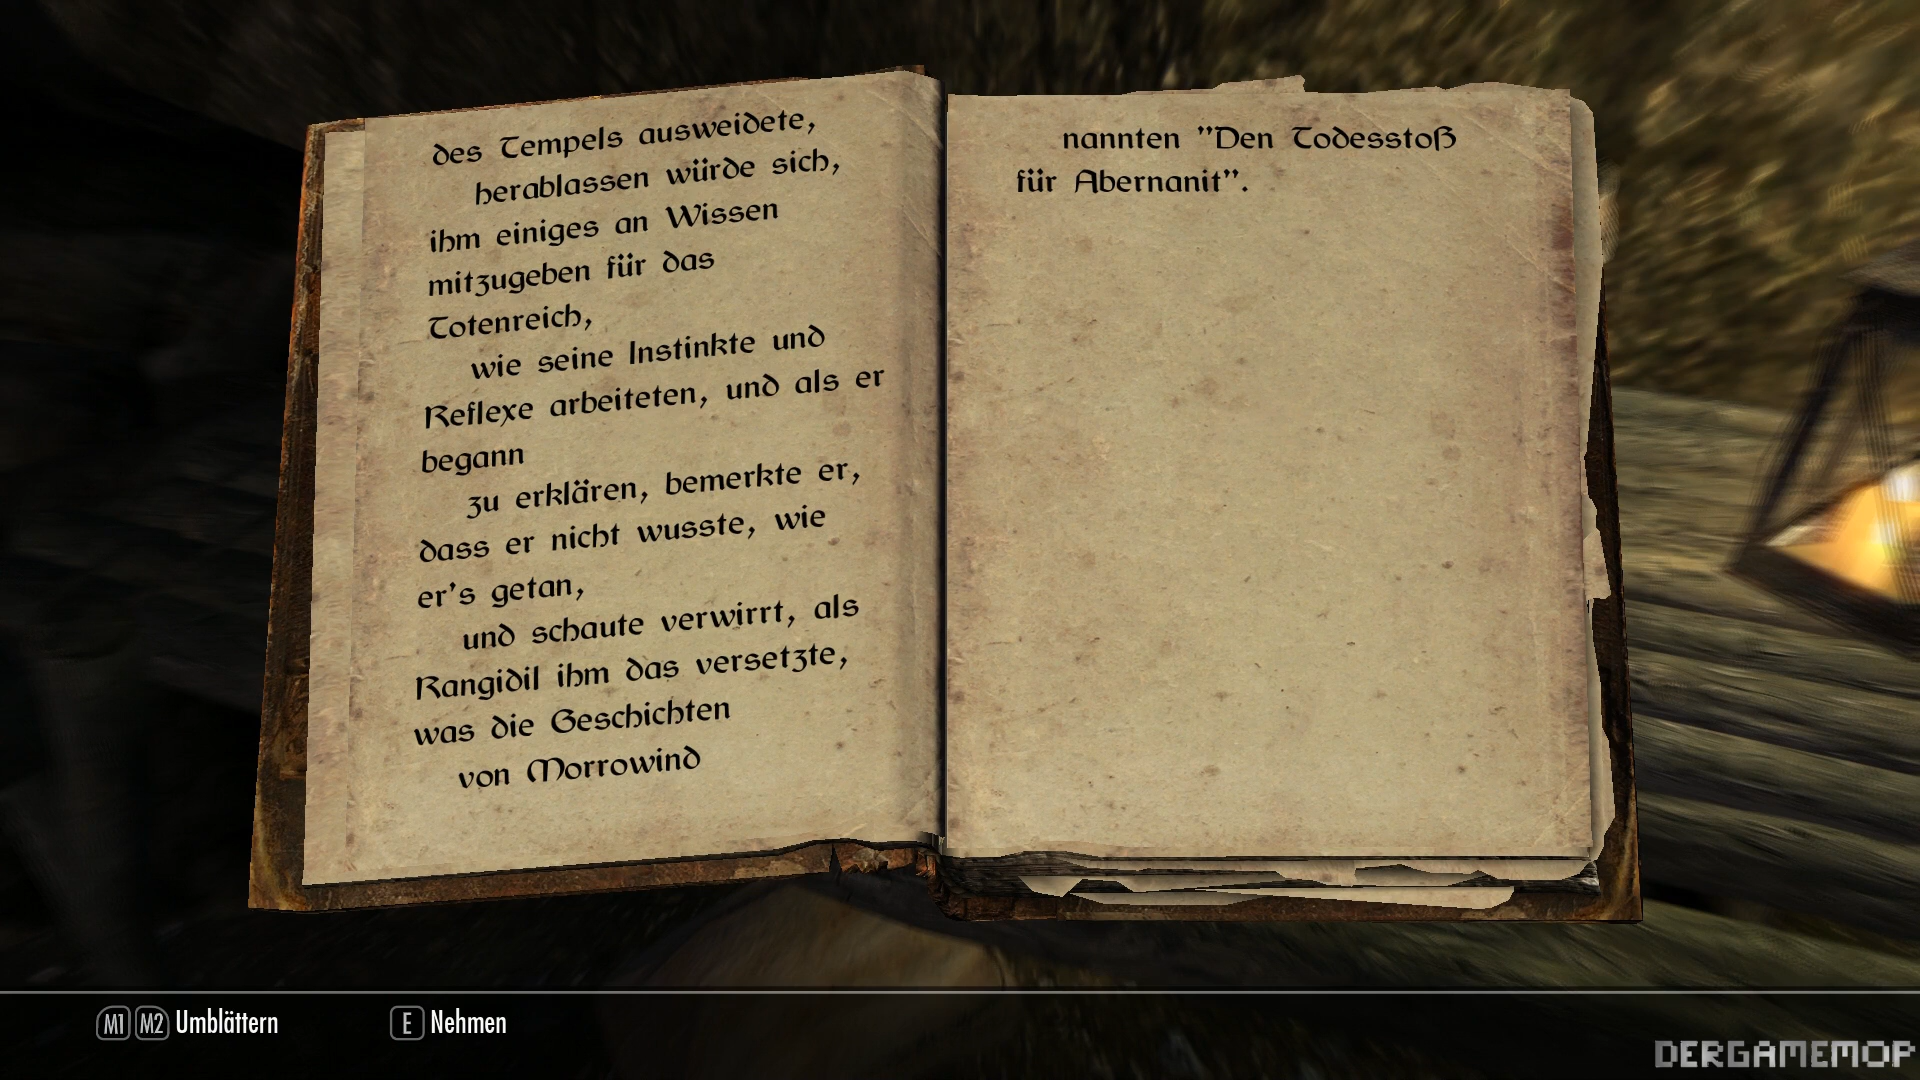 des Tempels ausweidete,
herablassen würde sich,
ihm einiges an Wissen
mitzugeben für das
Totenreich,
wie seine Instinkte und
Reflexe arbeiteten, und als er
begann
zu erklären, bemerkte er,
dass er nicht wusste, wie
er's getan,
und schaute verwirrt, als
Rangidil ihm das versetzte,
was die Geschichten
von Morrowind
nannten "Den Todesstoß
für Abernanit".
M1 M2 Umblättern
E Nehmen
DERGAMEMOP